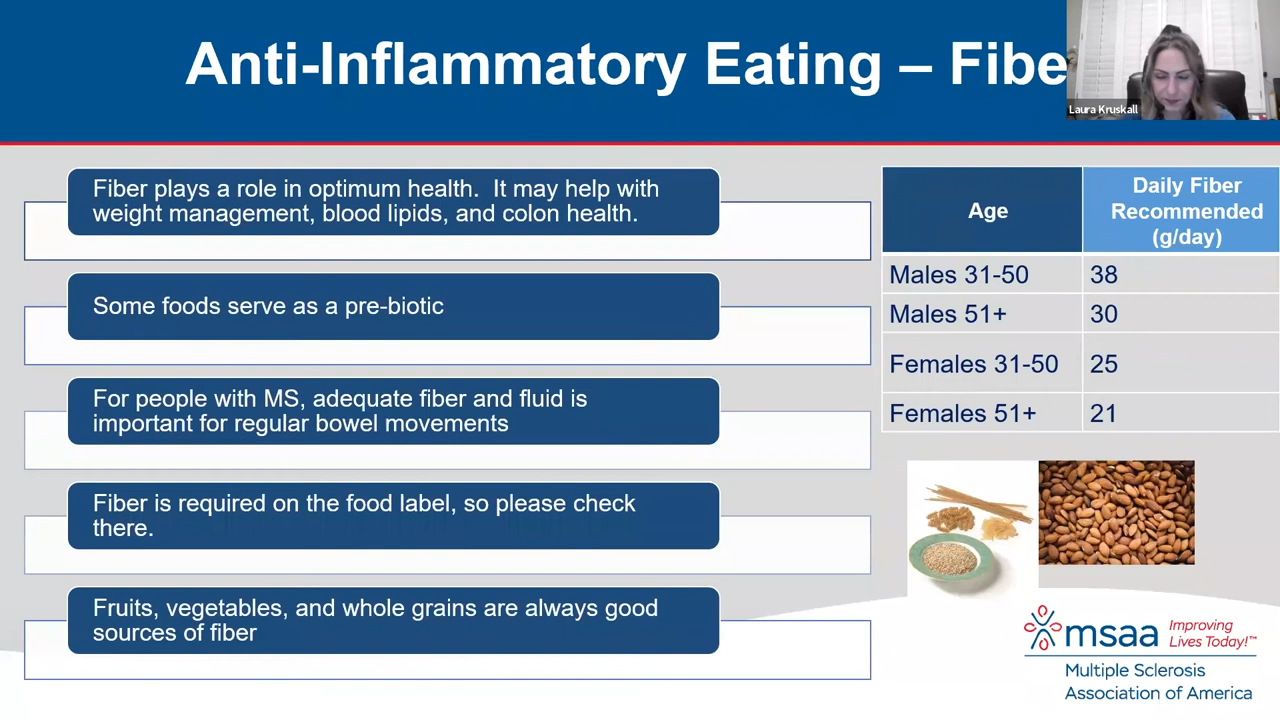 Anti-Inflammatory Eating – Fibe
Laura Kruskall
Fiber plays a role in optimum health.  It may help with
weight management, blood lipids, and colon health.
Some foods serve as a pre-biotic
For people with MS, adequate fiber and fluid is
important for regular bowel movements
Fiber is required on the food label, so please check
there.
Fruits, vegetables, and whole grains are always good
sources of fiber
Age
Daily Fiber
Recommended
(g/day)
Males 31-50 38
Males 51+ 30
Females 31-50 25
Females 51+ 21
msaa Improving
Lives Today!™
Multiple Sclerosis
Association of America